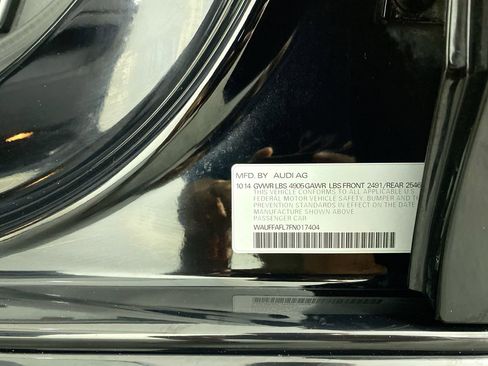 MFD. BY AUDI AG
10 14 GVWR LBS 4905 GAWR LBS FRONT 2491/REAR 2546
THIS VEHICLE CONFORMS TO ALL APPLICABLE U.S.
FEDERAL MOTOR VEHICLE SAFETY, BUMPER AND
PREVENTION STANDARDS IN EFFECT ON THE DATE
MANUFACTURE SHOWN ABOVE
PASSENGER CAR
WAUFFAFL7FN017404